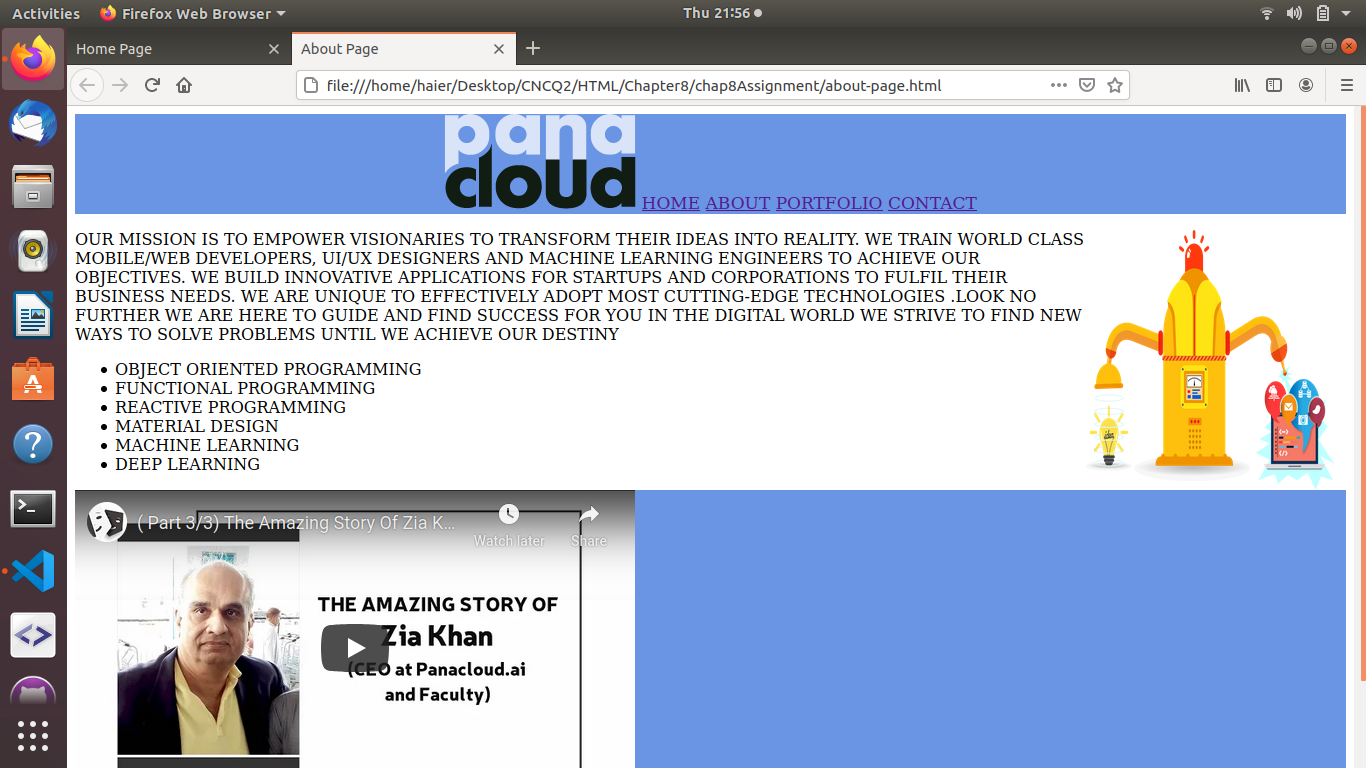 Activities Firefox Web Browser Thu 21:56
Home Page About Page
file:///home/haier/Desktop/CNCQ2/HTML/Chapter8/chap8Assignment/about-page.html
pana
cloud HOME ABOUT PORTFOLIO CONTACT
OUR MISSION IS TO EMPOWER VISIONARIES TO TRANSFORM THEIR IDEAS INTO REALITY. WE TRAIN WORLD CLASS
MOBILE/WEB DEVELOPERS, UI/UX DESIGNERS AND MACHINE LEARNING ENGINEERS TO ACHIEVE OUR
OBJECTIVES. WE BUILD INNOVATIVE APPLICATIONS FOR STARTUPS AND CORPORATIONS TO FULFIL THEIR
BUSINESS NEEDS. WE ARE UNIQUE TO EFFECTIVELY ADOPT MOST CUTTING-EDGE TECHNOLOGIES .LOOK NO
FURTHER WE ARE HERE TO GUIDE AND FIND SUCCESS FOR YOU IN THE DIGITAL WORLD WE STRIVE TO FIND NEW
WAYS TO SOLVE PROBLEMS UNTIL WE ACHIEVE OUR DESTINY
OBJECT ORIENTED PROGRAMMING
FUNCTIONAL PROGRAMMING
REACTIVE PROGRAMMING
MATERIAL DESIGN
MACHINE LEARNING
DEEP LEARNING
( Part 3/3) The Amazing Story Of Zia K...
Watch later Share
THE AMAZING STORY OF
Zia Khan
(CEO at Panacloud.ai
and Faculty)